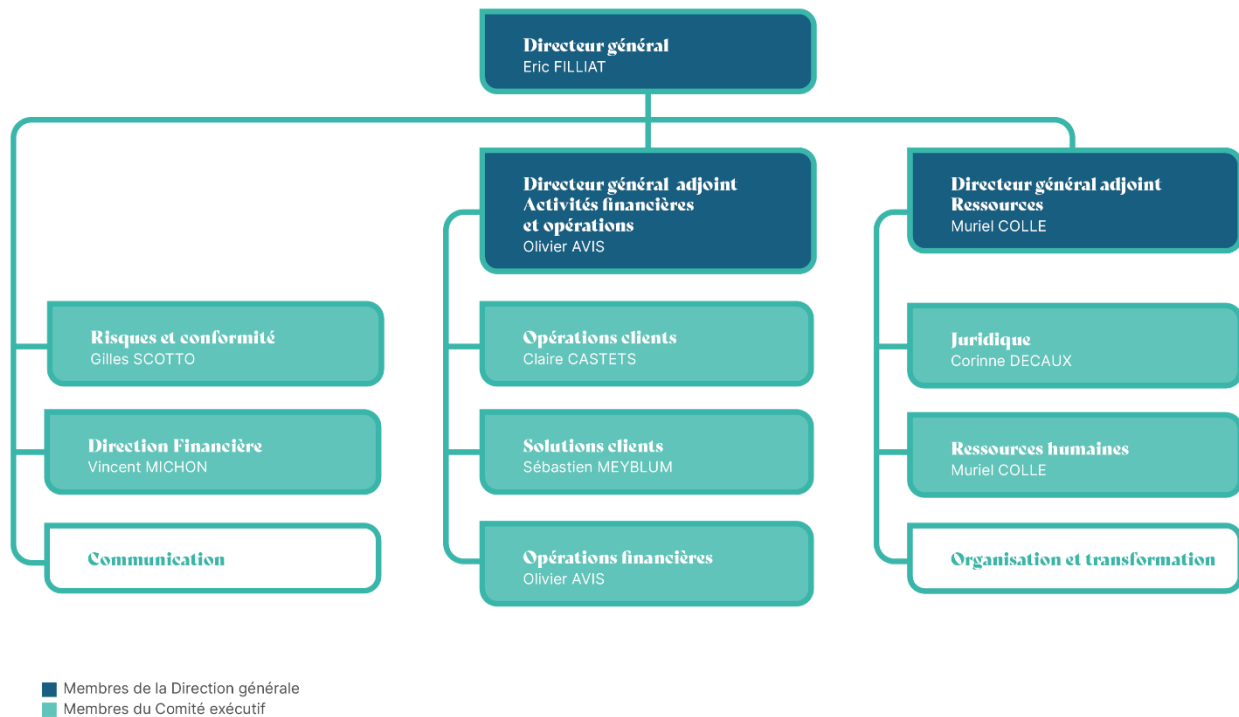 Directeur général
Eric FILLIAT
Directeur général adjoint
Activités financières
et opérations
Olivier AVIS
Directeur général adjoint
Ressources
Muriel COLLE
Risques et conformité
Gilles SCOTTO
Opérations clients
Claire CASTETS
Juridique
Corinne DECAUX
Direction Financière
Vincent MICHON
Solutions clients
Sébastien MEYBLUM
Ressources humaines
Muriel COLLE
Communication
Opérations financières
Olivier AVIS
Organisation et transformation
Membres de la Direction générale
Membres du Comité exécutif